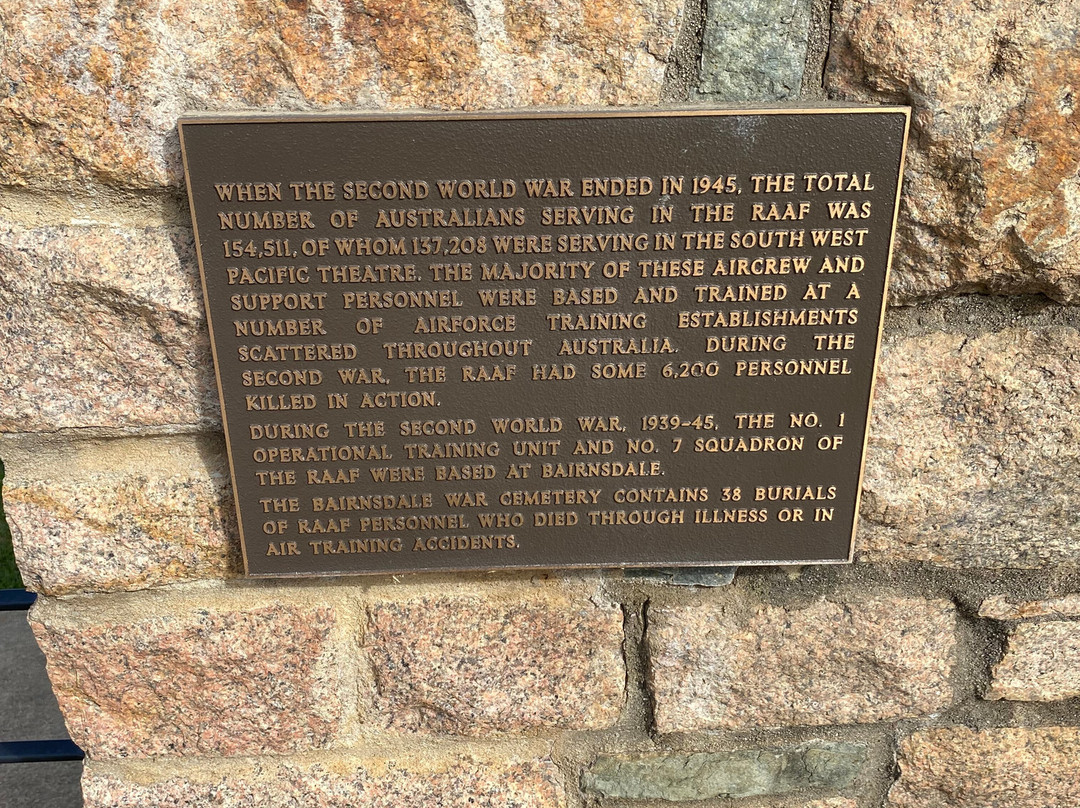 WHEN THE SECOND WORLD WAR ENDED IN 1945, THE TOTAL
NUMBER OF AUSTRALIANS SERVING IN THE RAAF WAS
154,511, OF WHOM 137,208 WERE SERVING IN THE SOUTH WEST
PACIFIC THEATRE. THE MAJORITY OF THESE AIRCREW AND
SUPPORT PERSONNEL WERE BASED AND TRAINED AT A
NUMBER OF AIRFORCE TRAINING ESTABLISHMENTS
SCATTERED THROUGHOUT AUSTRALIA. DURING THE
SECOND WAR, THE RAAF HAD SOME 6,200 PERSONNEL
KILLED IN ACTION.
DURING THE SECOND WORLD WAR, 1939-45, THE NO. 1
OPERATIONAL TRAINING UNIT AND NO. 7 SQUADRON OF
THE RAAF WERE BASED AT BAIRNSDALE.
THE BAIRNSDALE WAR CEMETERY CONTAINS 38 BURIALS
OF RAAF PERSONNEL WHO DIED THROUGH ILLNESS OR IN
AIR TRAINING ACCIDENTS.